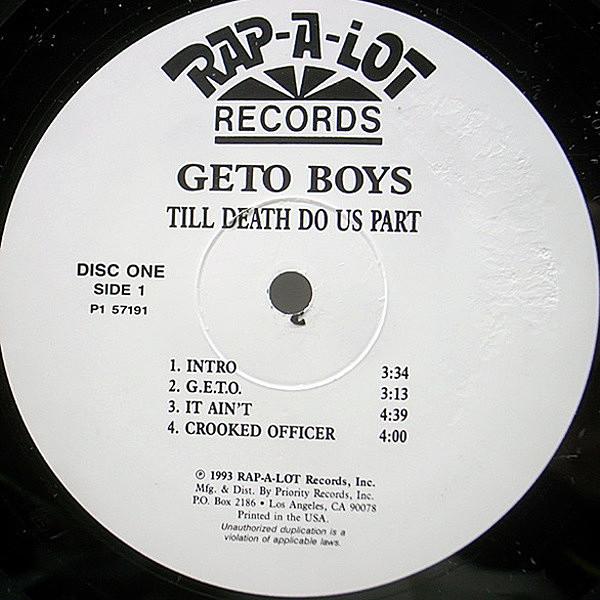 RAP-A-LOT
RECORDS
GETO BOYS
TILL DEATH DO US PART
DISC ONE
SIDE 1
P1 57191
1. INTRO 3:34
2. G.E.T.O. 3:13
3. IT AIN'T 4:39
4. CROOKED OFFICER 4:00
℗ 1993 RAP-A-LOT Records, Inc.
Mfg. & Dist. By Priority Records, Inc.
P.O. Box 2186 • Los Angeles, CA 90078
Printed in the USA.
Unauthorized duplication is a
violation of applicable laws.